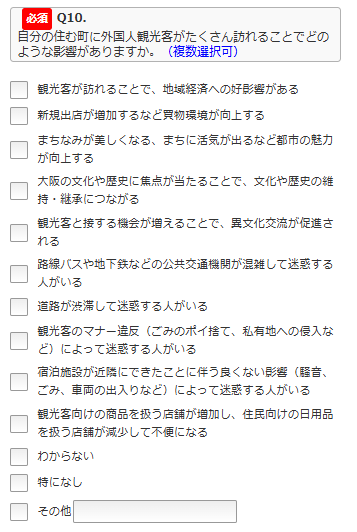 必須 Q10.
自分の住む町に外国人観光客がたくさん訪れることでどの
ような影響がありますか。（複数選択可）
観光客が訪れることで、地域経済への好影響がある
新規出店が増加するなど買物環境が向上する
まちなみが美しくなる、まちに活気が出るなど都市の魅力
が向上する
大阪の文化や歴史に焦点が当たることで、文化や歴史の維
持・継承につながる
観光客と接する機会が増えることで、異文化交流が促進さ
れる
路線バスや地下鉄などの公共交通機関が混雑して迷惑する
人がいる
道路が渋滞して迷惑する人がいる
観光客のマナー違反（ごみのポイ捨て、私有地への侵入な
ど）によって迷惑する人がいる
宿泊施設が近隣にできたことに伴う良くない影響（騒音、
ごみ、車両の出入りなど）によって迷惑する人がいる
観光客向けの商品を扱う店舗が増加し、住民向けの日用品
を扱う店舗が減少して不便になる
わからない
特になし
その他